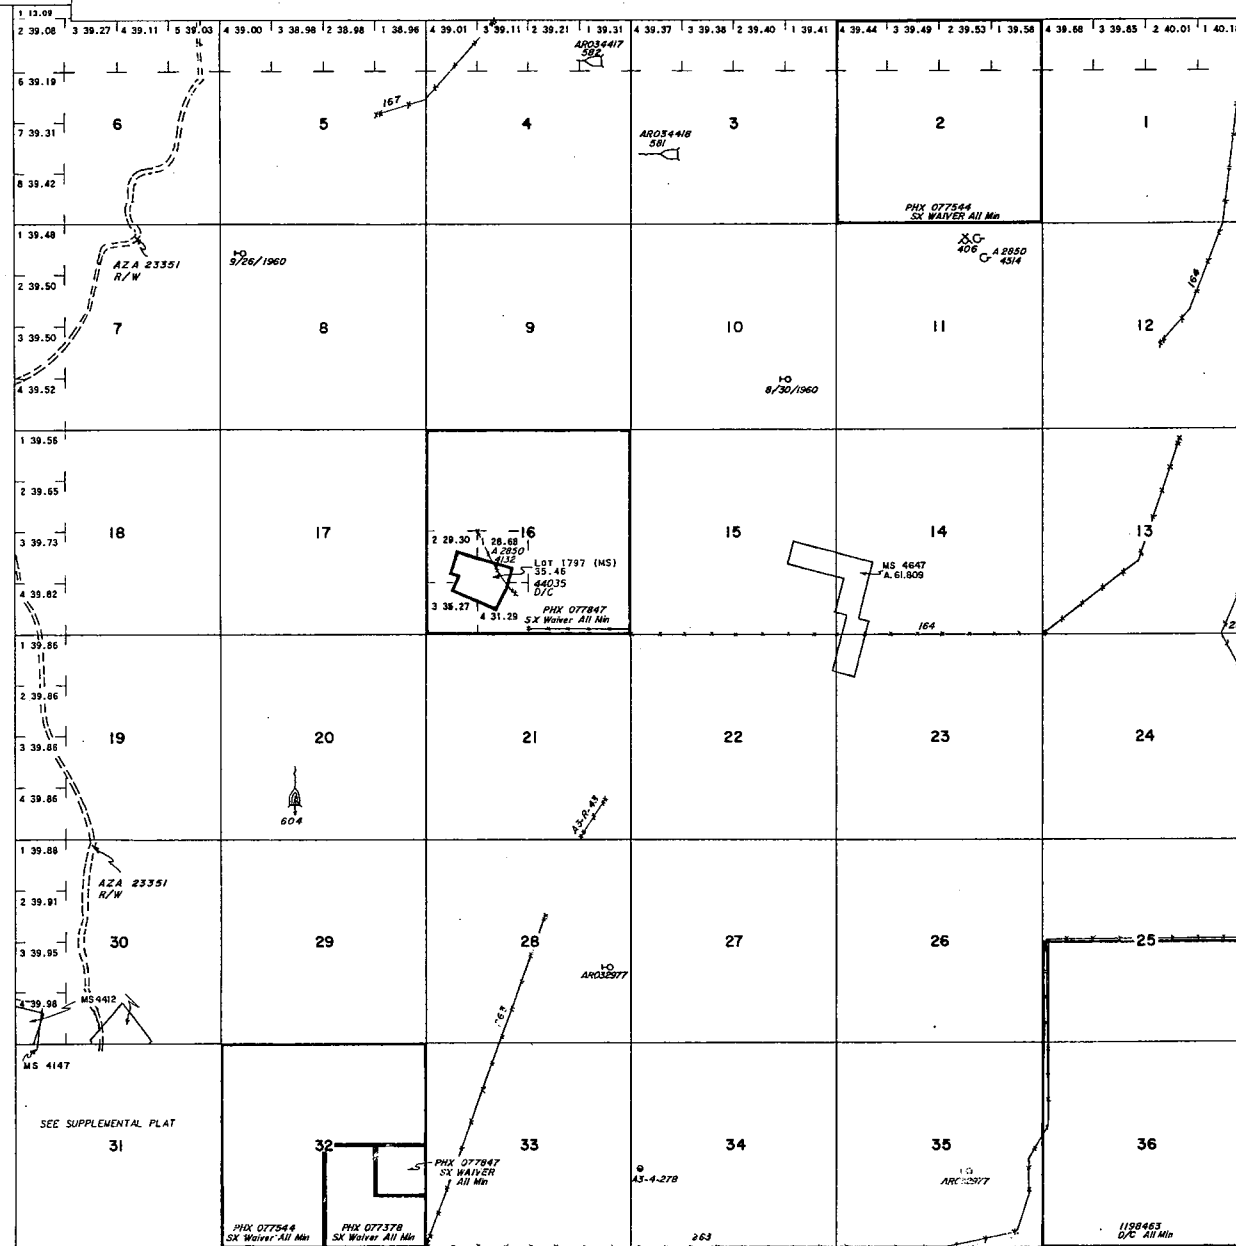 1 13.09
2 39.08 3 39.27 4 39.11 5 39.03 4 39.00 3 38.98 2 38.98 1 38.96 4 39.01 3 39.11 2 39.21 1 39.31 4 39.37 3 39.38 2 39.40 1 39.41 4 39.44 3 39.49 2 39.53 1 39.58 4 39.68 3 39.85 2 40.01 1 40.18
6 39.19
7 39.31
8 39.42
6
5
167
4
AR034417
582
3
AR034418
581
2
PHX 077544
SX WAIVER All Min
1
1 39.48
2 39.50
3 39.50
4 39.52
AZA 23351
R/W
7
9/26/1960
8
9
10
8/30/1960
406
A 2850
4514
11
164
12
1 39.56
2 39.65
3 39.73
4 39.82
18
17
16
2 29.30
28.68
A 2850
4132
LOT 1797 (MS)
35.46
44035
D/C
3 35.27
4 31.29
PHX 077847
SX Waiver All Min
15
14
MS 4647
A.61,809
164
13
1 39.86
2 39.86
3 39.86
4 39.86
19
20
604
21
A3-R-43
22
23
24
2
1 39.88
2 39.91
3 39.95
4 39.98
AZA 23351
R/W
30
MS 4412
MS 4147
29
28
AR032977
263
27
26
25
SEE SUPPLEMENTAL PLAT
31
32
PHX 077847
SX WAIVER
All Min
PHX 077544
SX Waiver All Min
PHX 077378
SX Waiver All Min
33
34
A3-4-278
263
35
36
1198463
D/C All Min